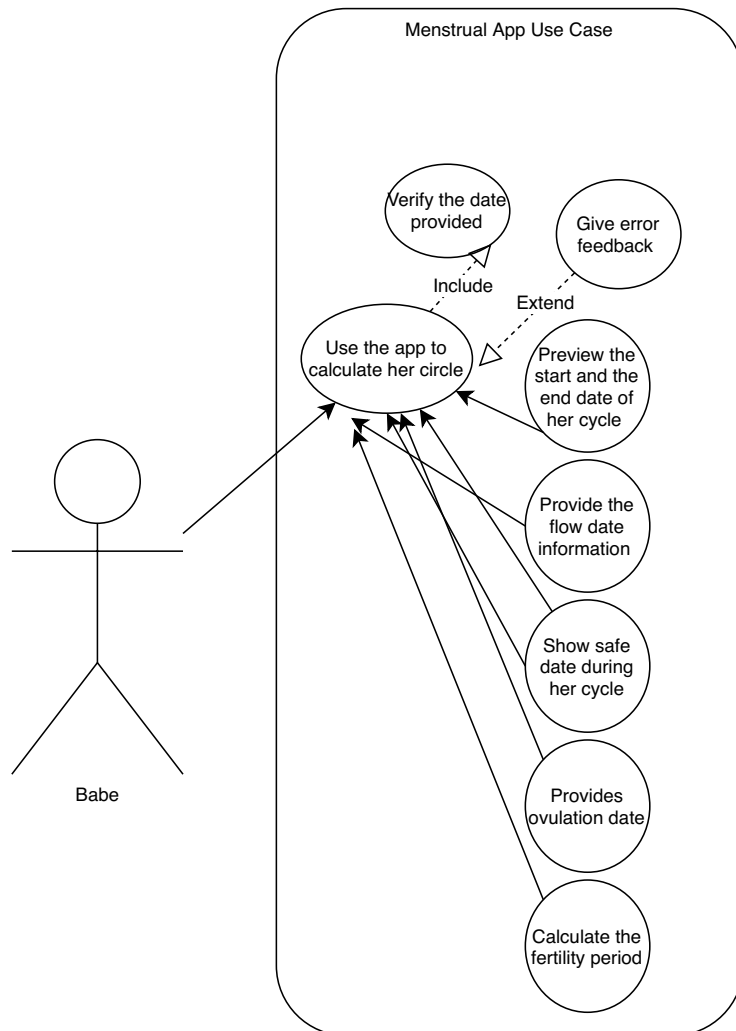 Menstrual App Use Case
Verify the date
provided
Give error
feedback
Include
Extend
Use the app to
calculate her circle
Preview the
start and the
end date of
her cycle
Provide the
flow date
information
Show safe
date during
her cycle
Babe
Provides
ovulation date
Calculate the
fertility period